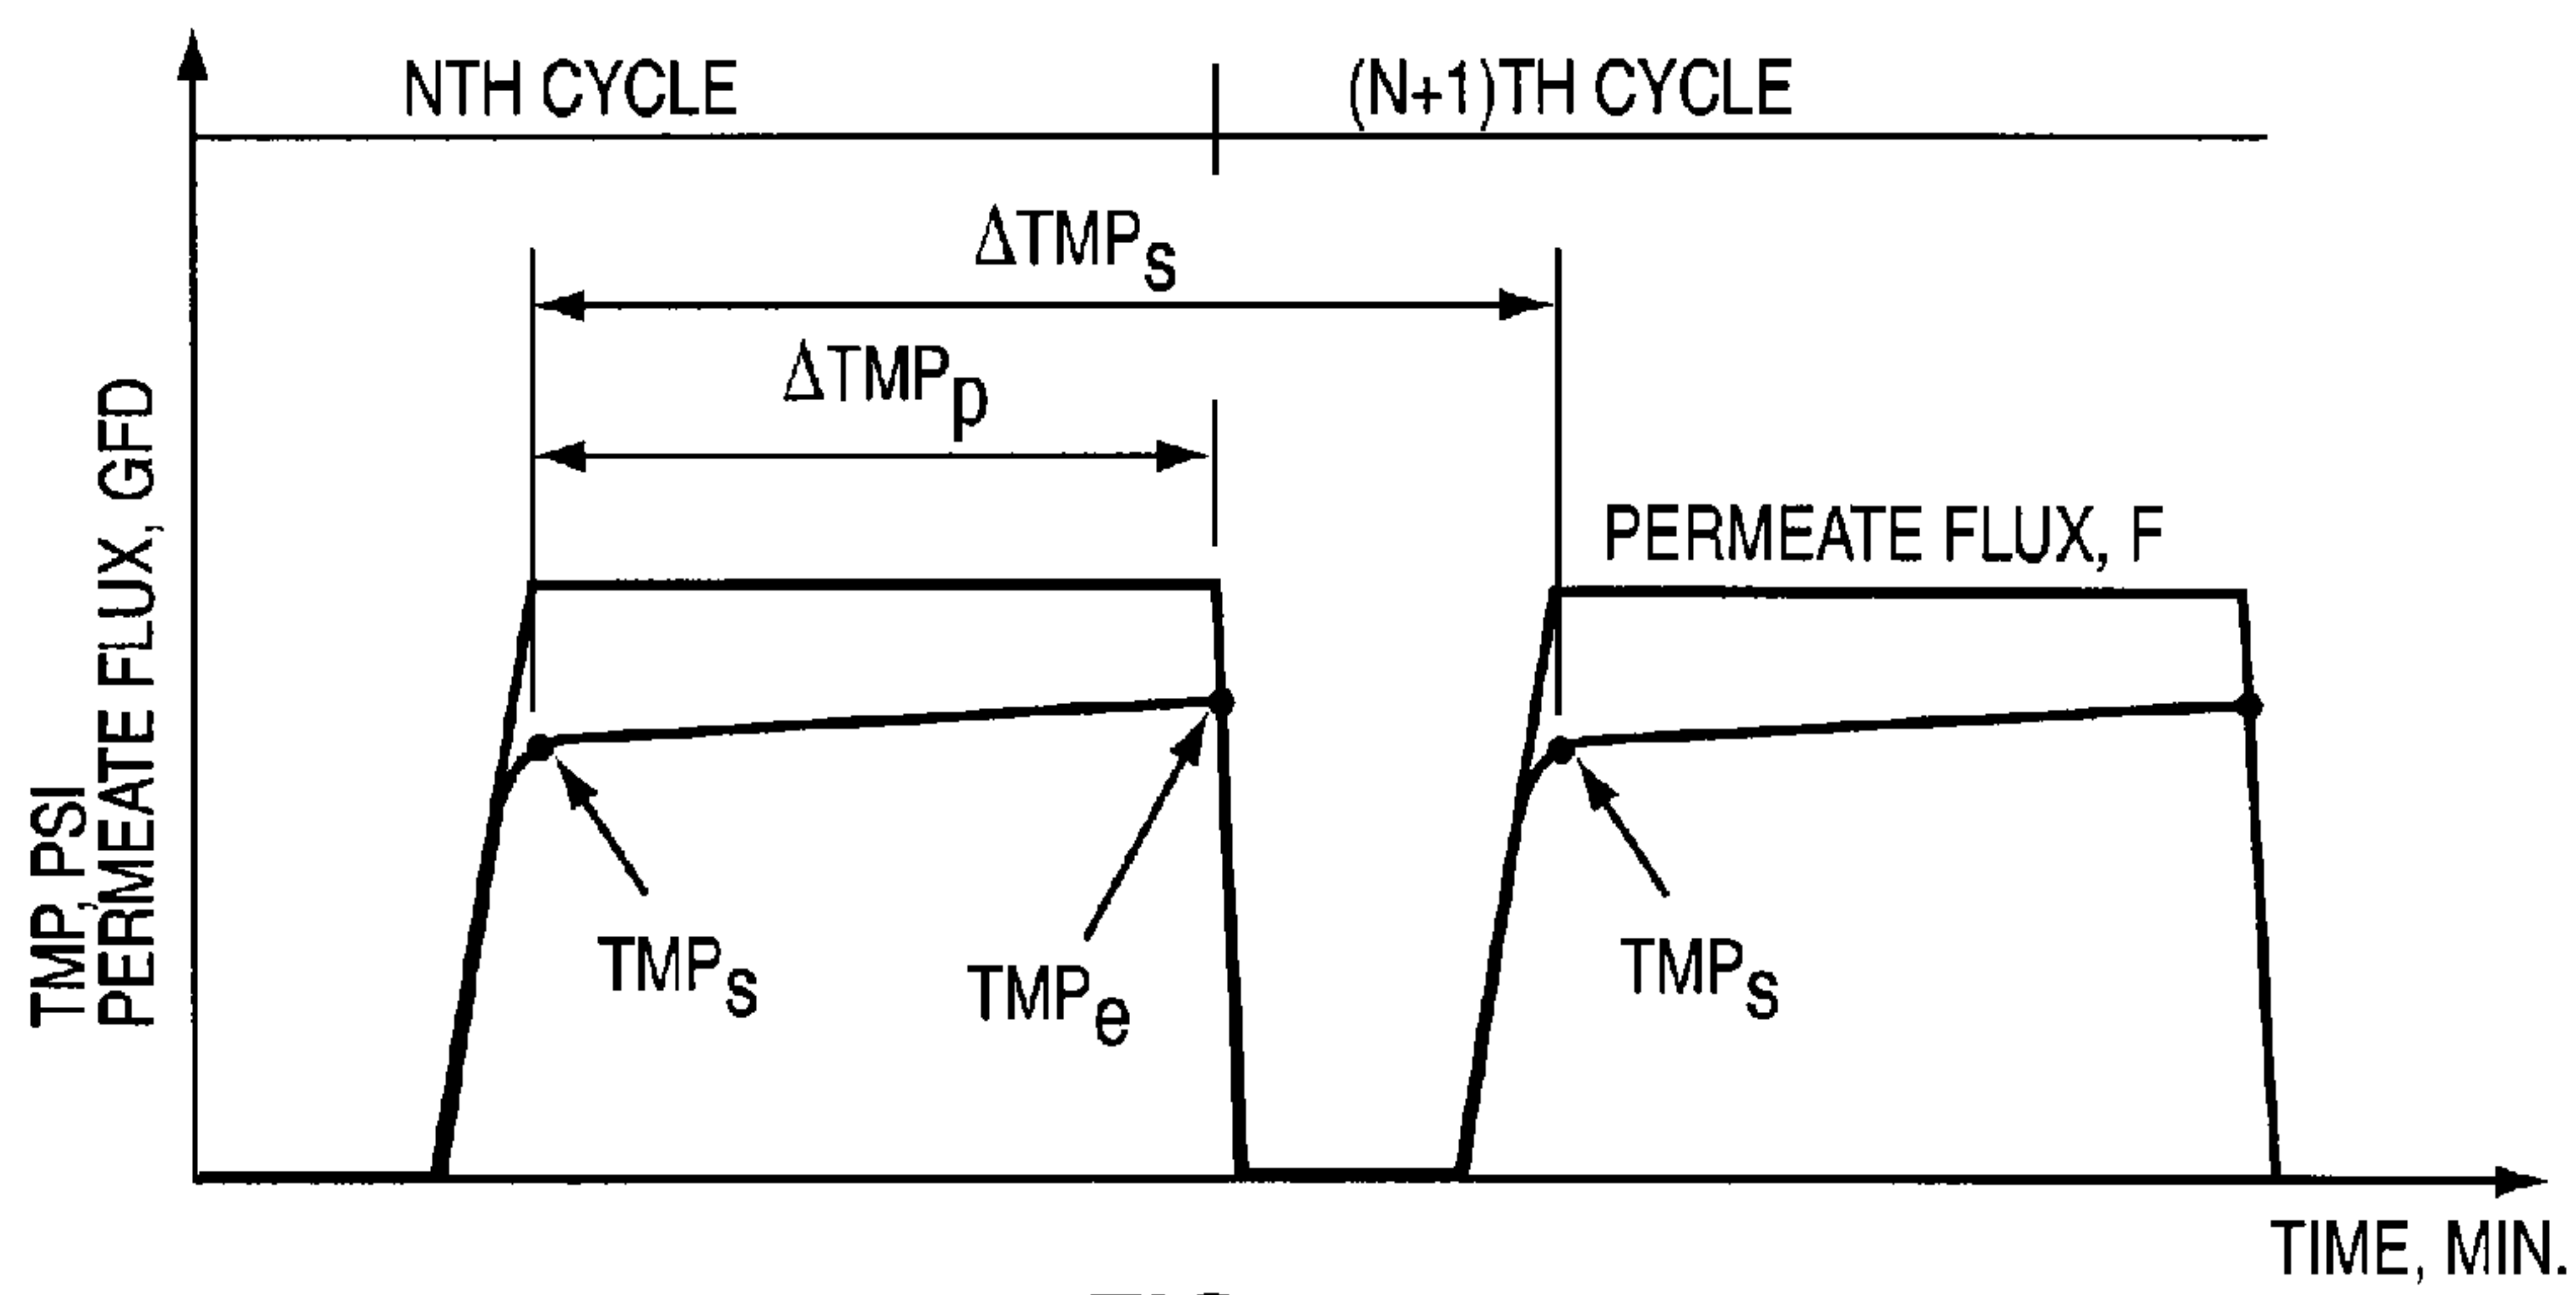 NTH CYCLE
(N+1)TH CYCLE
ΔTMPs
ΔTMPp
PERMEATE FLUX, F
TMP, PSI
PERMEATE FLUX, GFD
TMPs
TMPe
TMPs
TIME, MIN.